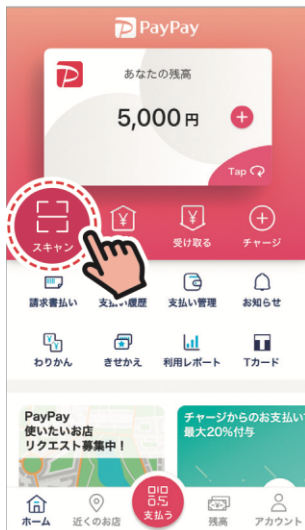 PayPay
あなたの残高
5,000円
Tap
スキャン
受け取る
チャージ
請求書払い
支払い履歴
支払い管理
お知らせ
わりかん
きせかえ
利用レポート
Tカード
PayPay
使いたいお店
リクエスト募集中！
チャージからのお支払い
最大20%付与
ホーム
近くのお店
支払う
残高
アカウント